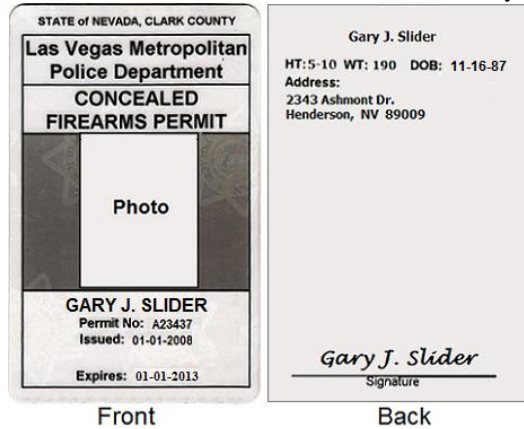 STATE of NEVADA, CLARK COUNTY
Las Vegas Metropolitan
Police Department
CONCEALED
FIREARMS PERMIT
Photo
GARY J. SLIDER
Permit No: A23437
Issued: 01-01-2008
Expires: 01-01-2013
Front
Gary J. Slider
HT:5-10 WT: 190 DOB: 11-16-87
Address:
2343 Ashmont Dr.
Henderson, NV 89009
Gary J. Slider
Signature
Back